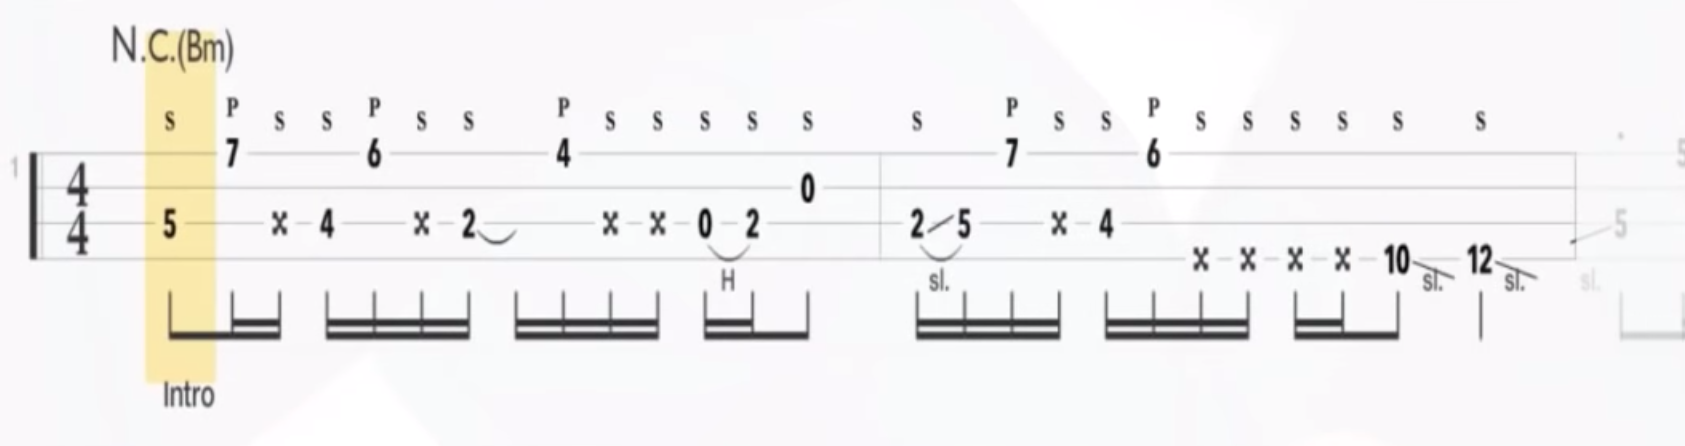 N.C.(Bm)
S P S S P S S P S S S S S S P S S P S S S S S S
7 6 4 7 6 5
1 4 0
4 5 x 4 x 2 x x 0 2 2 5 x 4 5
x x x x 10 12
H sl. sl. sl. sl.
Intro